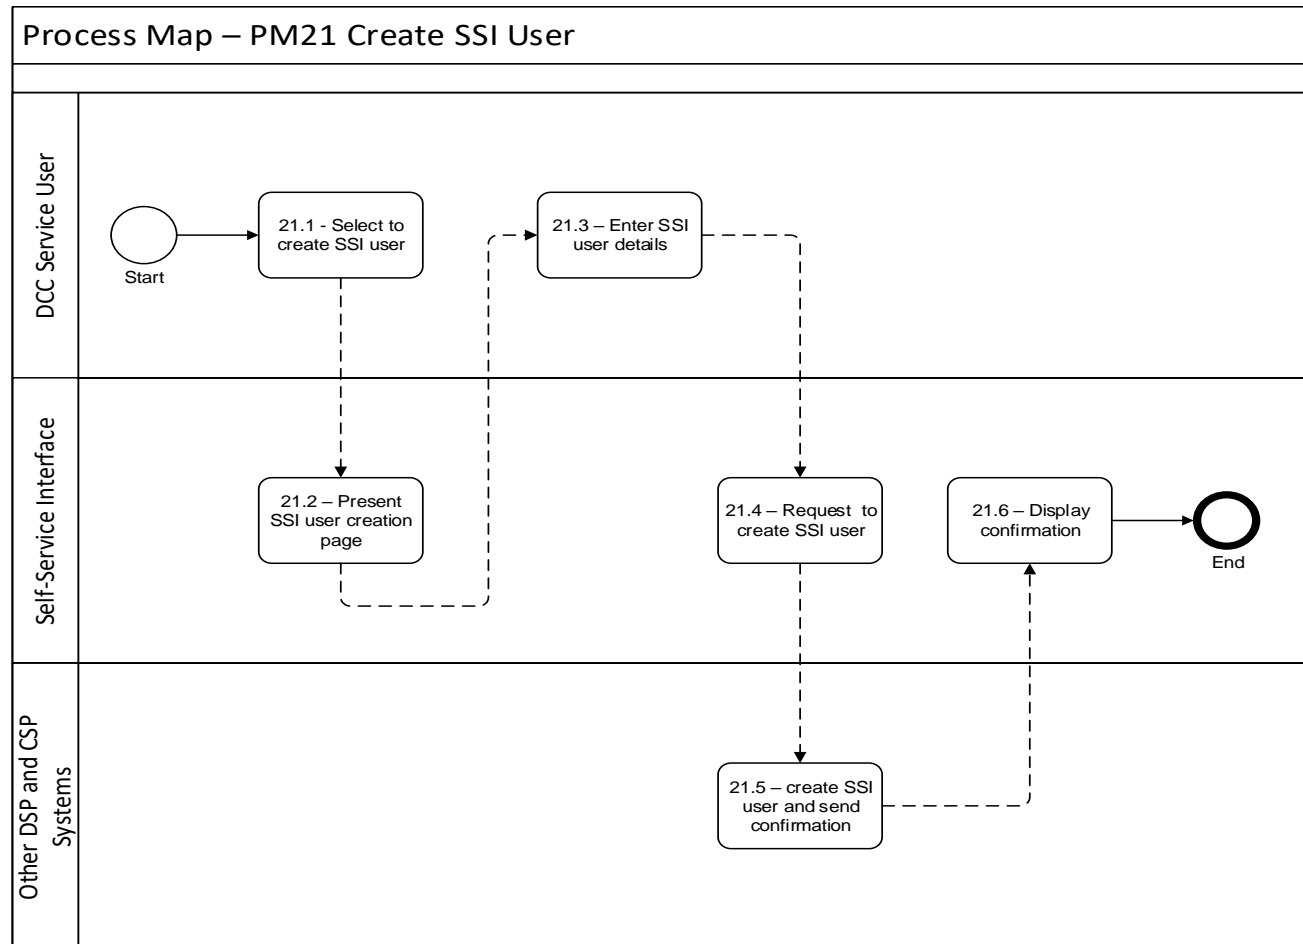 Process Map – PM21 Create SSI User
DCC Service User
Start
21.1 - Select to
create SSI user
21.3 – Enter SSI
user details
Self-Service Interface
21.2 – Present
SSI user creation
page
21.4 – Request to
create SSI user
21.6 – Display
confirmation
End
Other DSP and CSP
Systems
21.5 – create SSI
user and send
confirmation